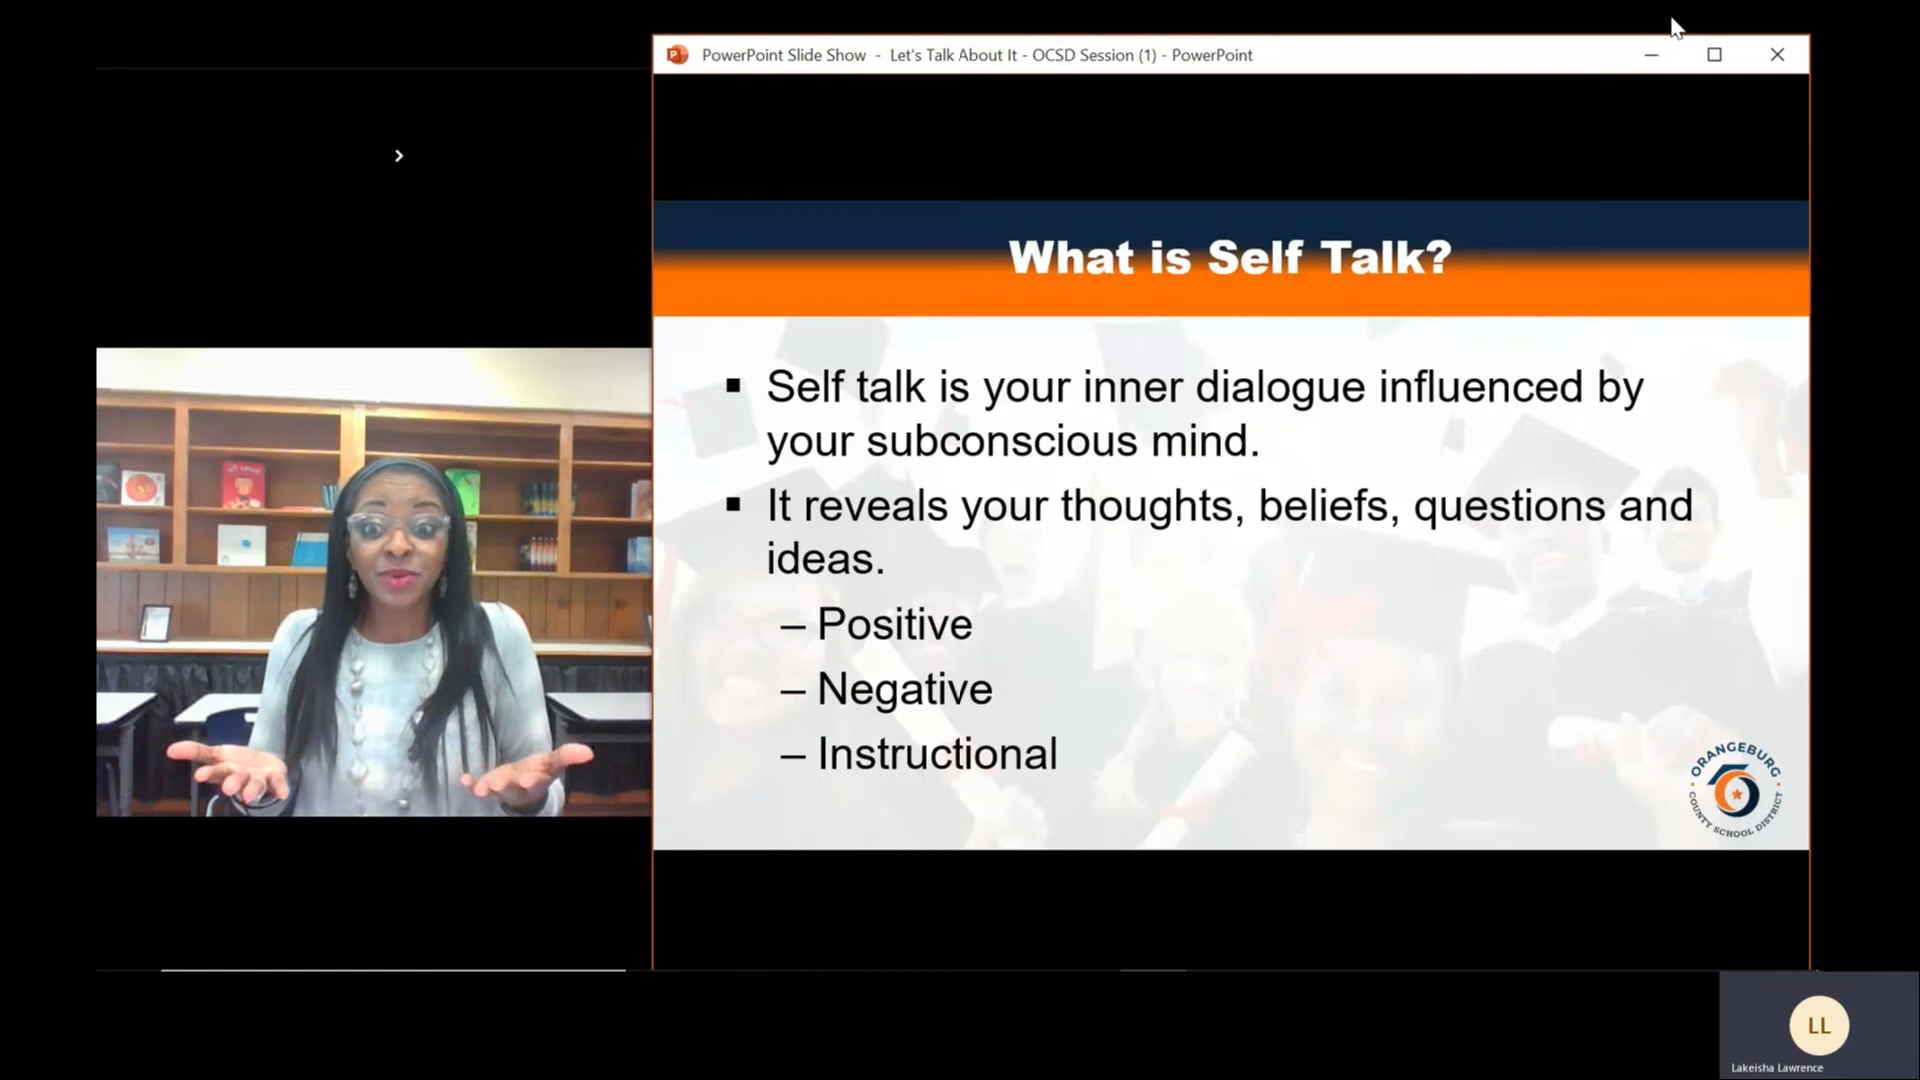 PowerPoint Slide Show - Let's Talk About It - OCSD Session (1) - PowerPoint
What is Self Talk?
▪ Self talk is your inner dialogue influenced by
your subconscious mind.
▪ It reveals your thoughts, beliefs, questions and
ideas.
– Positive
– Negative
– Instructional
ORANGEBURG
COUNTY SCHOOL DISTRICT
LL
Lakeisha Lawrence